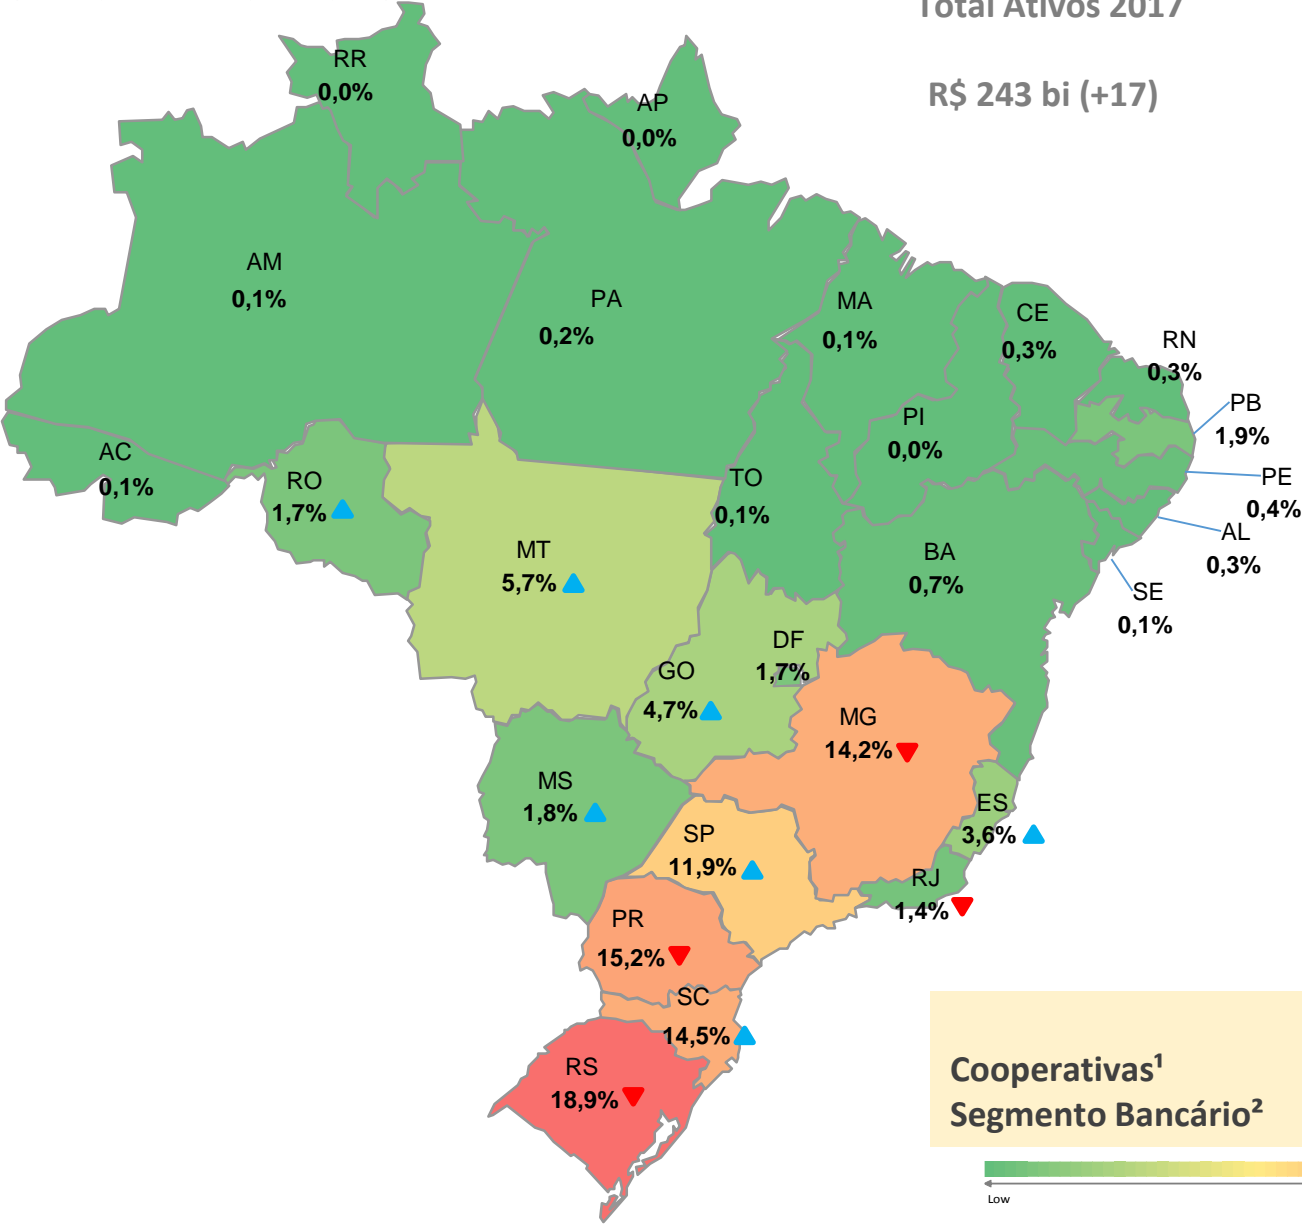 Total Ativos 2017
R$ 243 bi (+17)
RR
0,0%
AP
0,0%
AM
0,1%
PA
0,2%
MA
0,1%
CE
0,3%
RN
0,3%
PB
1,9%
PI
0,0%
PE
0,4%
AC
0,1%
RO
1,7%
TO
0,1%
AL
0,3%
MT
5,7%
BA
0,7%
SE
0,1%
DF
1,7%
GO
4,7%
MG
14,2%
MS
1,8%
ES
3,6%
SP
11,9%
RJ
1,4%
PR
15,2%
SC
14,5%
RS
18,9%
Cooperativas¹
Segmento Bancário²
Low